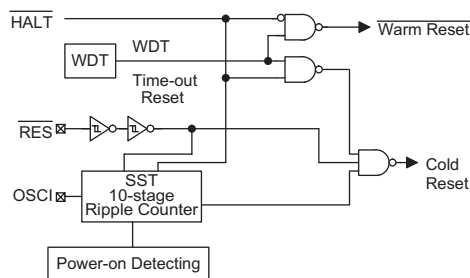 HALT
WDT
WDT
Warm Reset
Time-out
Reset
RES
Cold
Reset
SST
10-stage
Ripple Counter
OSCI
Power-on Detecting